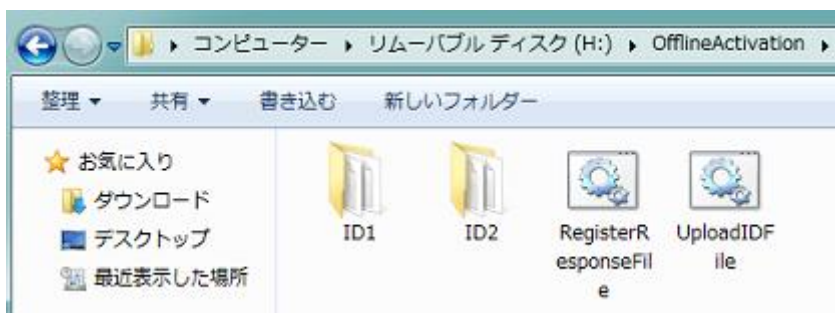 コンピューター ▸ リムーバブル ディスク (H:) ▸ OfflineActivation ▸
整理 ▼ 共有 ▼ 書き込む 新しいフォルダー
お気に入り
ダウンロード
デスクトップ
最近表示した場所
ID1
ID2
RegisterR
esponseFil
e
UploadIDF
ile